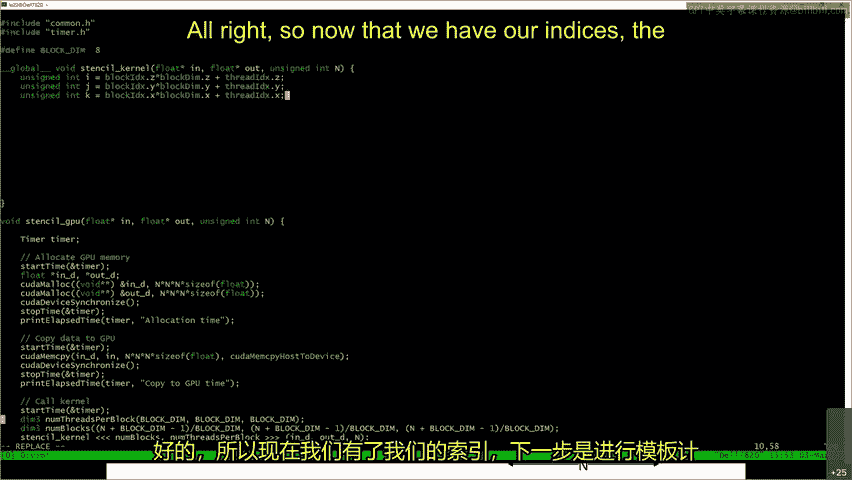 All right, so now that we have our indices, the
#include "common.h"
#include "timer.h"
#define BLOCK_DIM 8
__global__ void stencil_kernel(float* in, float* out, unsigned int N) {
unsigned int i = blockIdx.z*blockDim.z + threadIdx.z;
unsigned int j = blockIdx.y*blockDim.y + threadIdx.y;
unsigned int k = blockIdx.x*blockDim.x + threadIdx.x;
}
void stencil_gpu(float* in, float* out, unsigned int N) {
Timer timer;
// Allocate GPU memory
startTime(&timer);
float *in_d, *out_d;
cudaMalloc((void**) &in_d, N*N*N*sizeof(float));
cudaMalloc((void**) &out_d, N*N*N*sizeof(float));
cudaDeviceSynchronize();
stopTime(&timer);
printElapsedTime(timer, "Allocation time");
// Copy data to GPU
startTime(&timer);
cudaMemcpy(in_d, in, N*N*N*sizeof(float), cudaMemcpyHostToDevice);
cudaDeviceSynchronize();
stopTime(&timer);
printElapsedTime(timer, "Copy to GPU time");
// Call kernel
startTime(&timer);
dim3 numThreadsPerBlock(BLOCK_DIM, BLOCK_DIM, BLOCK_DIM);
dim3 numBlocks((N + BLOCK_DIM - 1)/BLOCK_DIM, (N + BLOCK_DIM - 1)/BLOCK_DIM, (N + BLOCK_DIM - 1)/BLOCK_DIM);
stencil_kernel <<< numBlocks, numThreadsPerBlock >>> (in_d, out_d, N);
-- REPLACE --
10,58
好的，所以现在我们有了我们的索引，下一步是进行模板计
N
+25